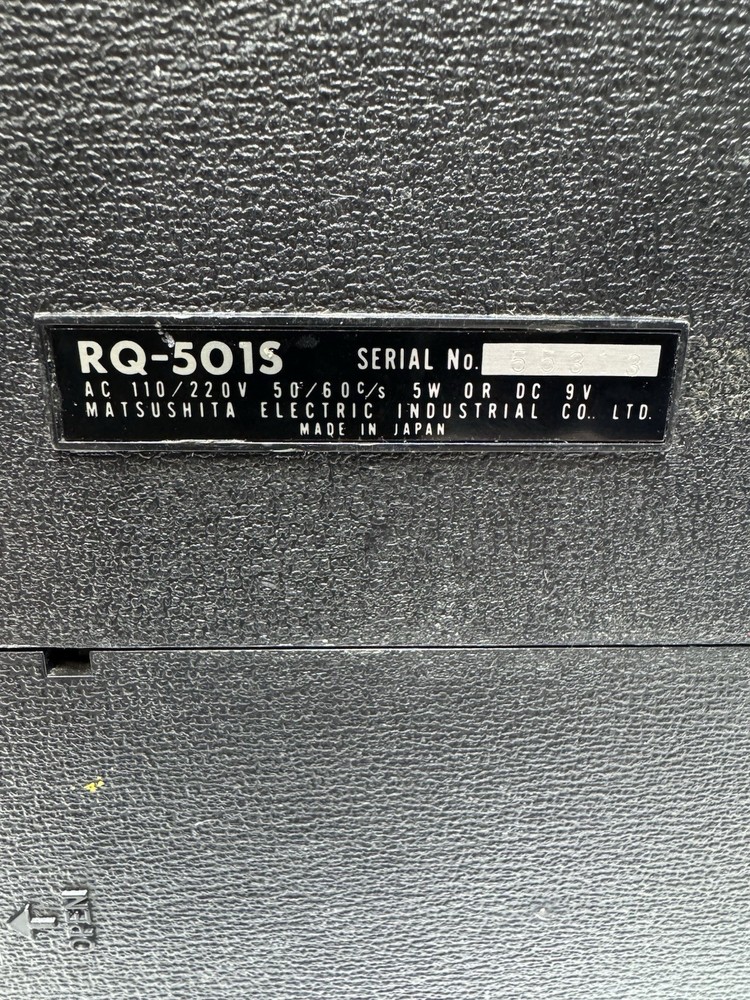 RQ-501S SERIAL No.
AC 110/220V 50/60c/s 5W OR DC 9V
MATSUSHITA ELECTRIC INDUSTRIAL CO., LTD.
MADE IN JAPAN
OPEN